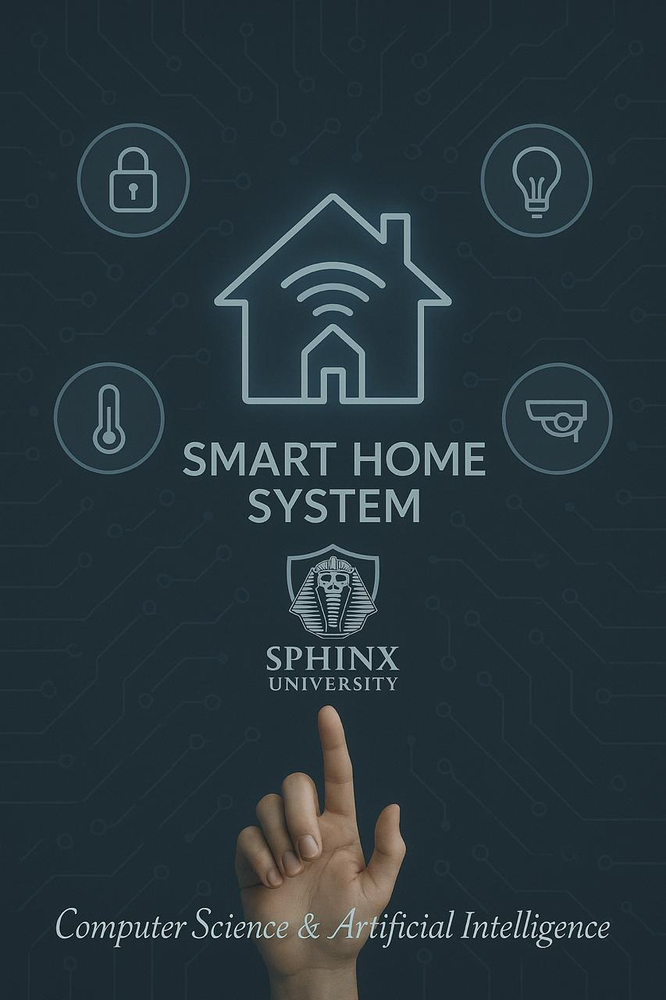 SMART HOME
SYSTEM
SPHINX
UNIVERSITY
Computer Science & Artificial Intelligence